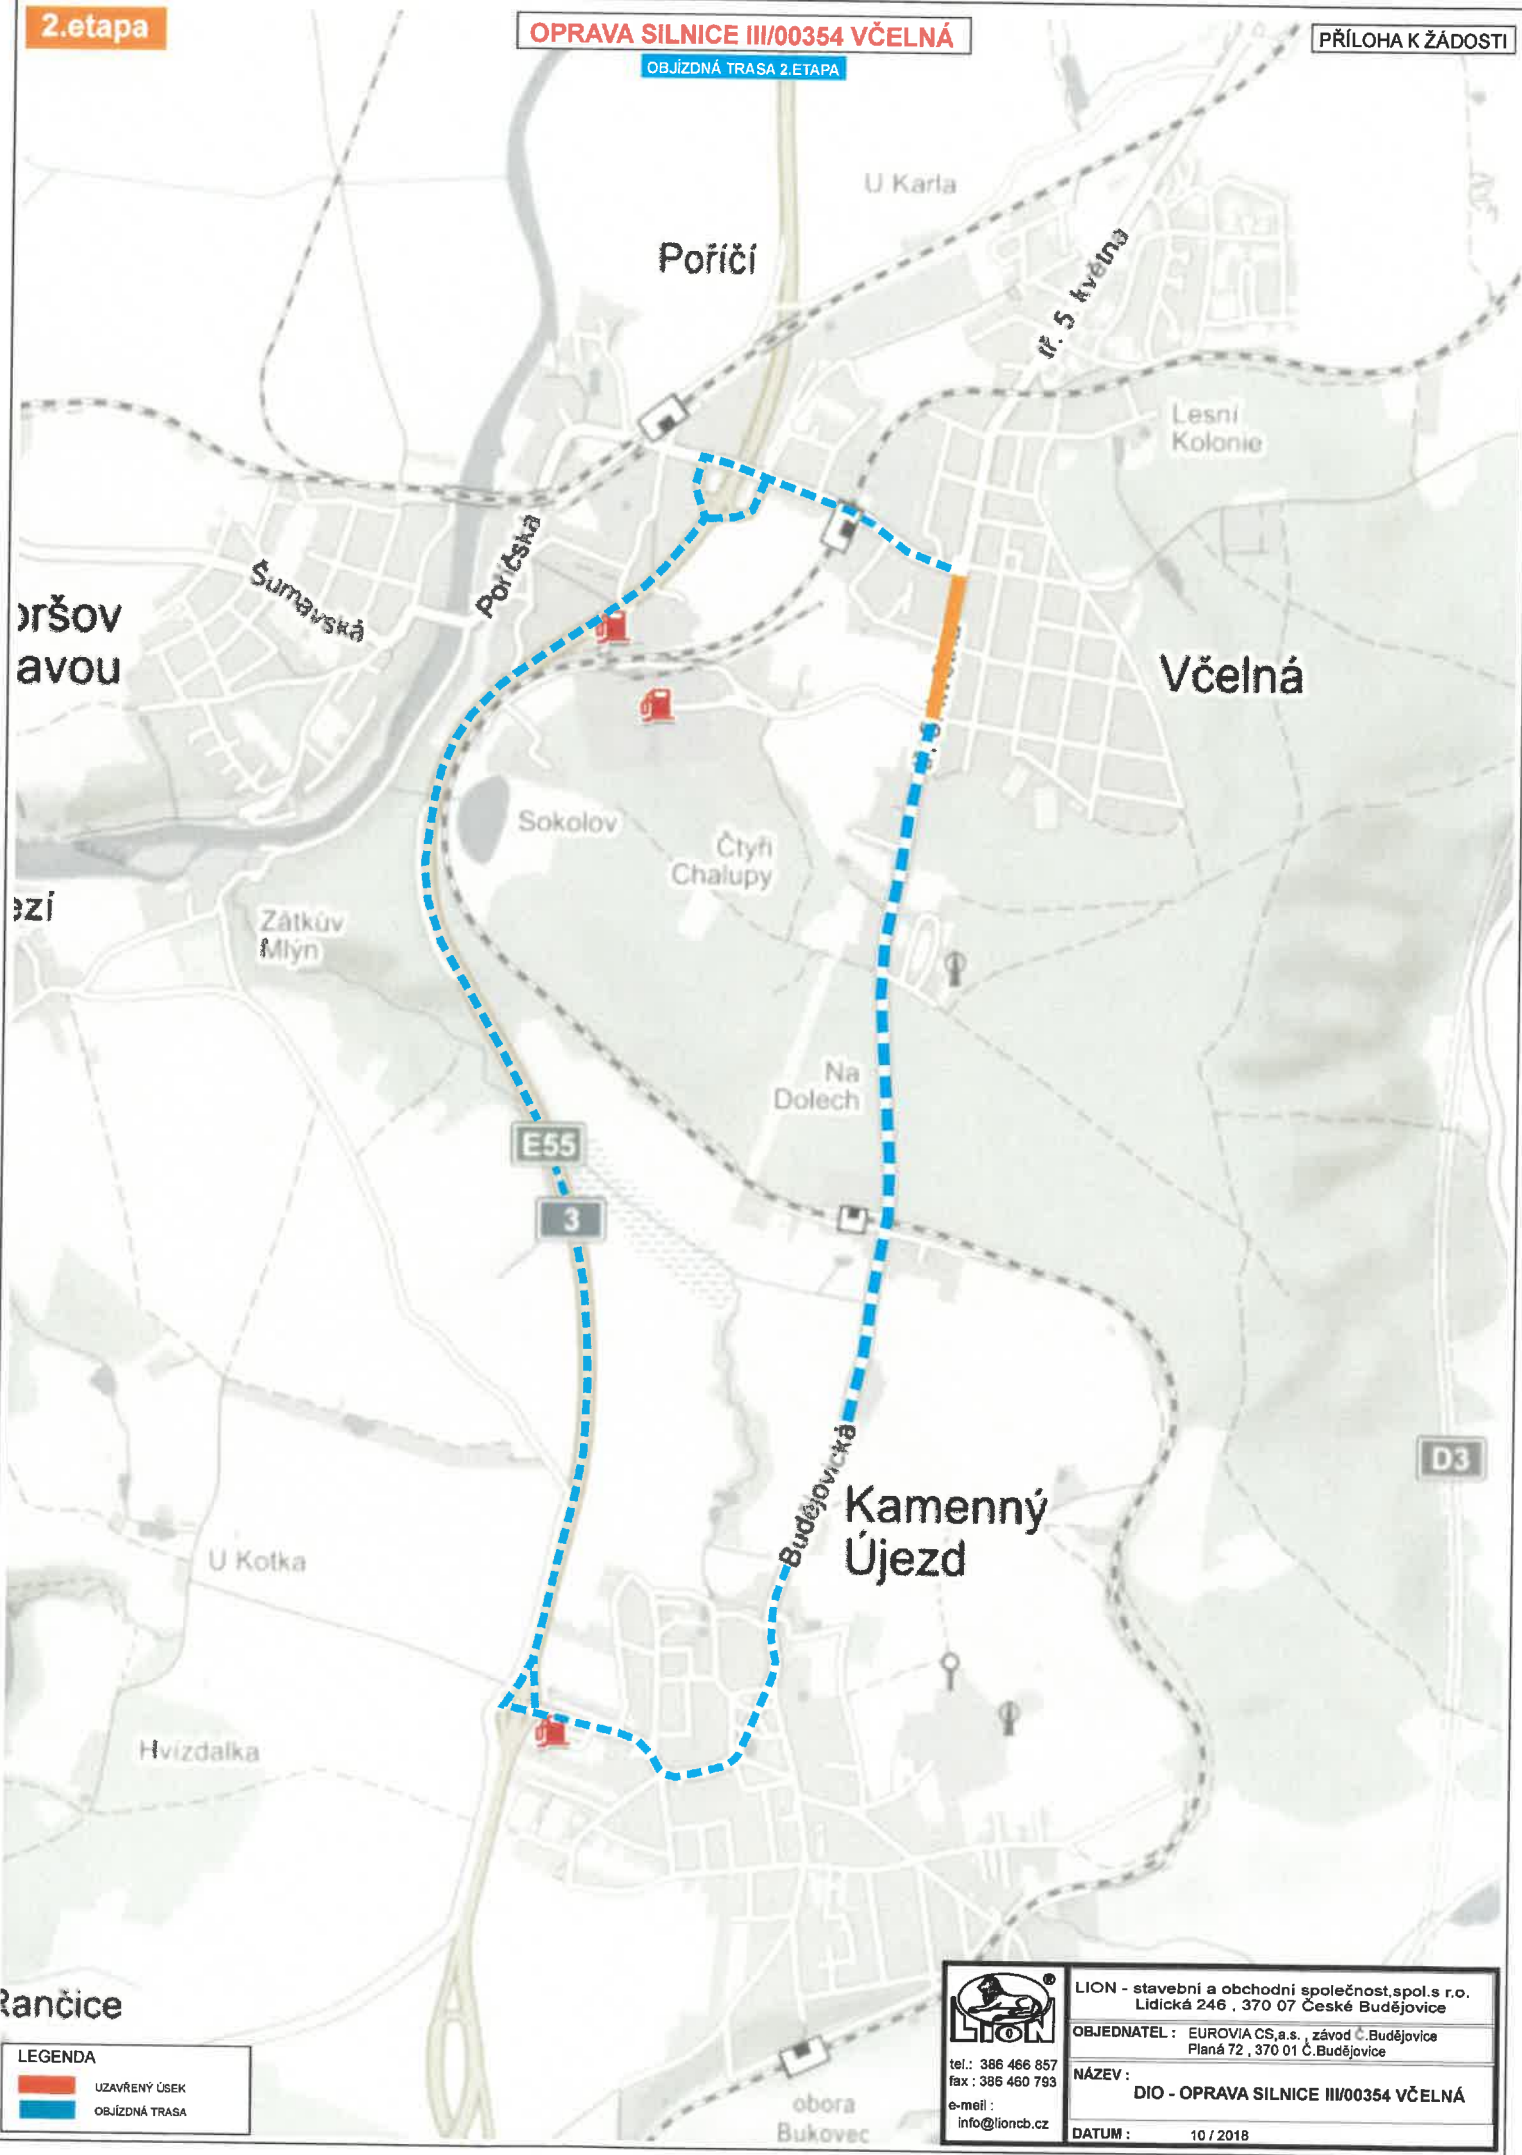 2.etapa
OPRAVA SILNICE III/00354 VČELNÁ
OBJÍZDNÁ TRASA 2.ETAPA
PŘÍLOHA K ŽÁDOSTI
U Karla
Poříčí
tř. 5. května
Lesní
Kolonie
Poříčská
Šumavská
oršov
avou
Včelná
Sokolov
Čtyři
Chalupy
ezí
Zátkův
Mlýn
Na
Dolech
E55
3
D3
Budějovická
Kamenný
Újezd
U Kotka
Hvízdalka
Rančice
obora
Bukovec
LEGENDA
UZAVŘENÝ ÚSEK
OBJÍZDNÁ TRASA
LION
®
tel.: 386 466 857
fax : 386 460 793
e-meil :
info@lioncb.cz
LION - stavební a obchodní společnost,spol.s r.o.
Lidická 246 , 370 07 České Budějovice
OBJEDNATEL : EUROVIA CS,a.s. , závod Č.Budějovice
Planá 72 , 370 01 Č.Budějovice
NÁZEV :
DIO - OPRAVA SILNICE III/00354 VČELNÁ
DATUM : 10 / 2018